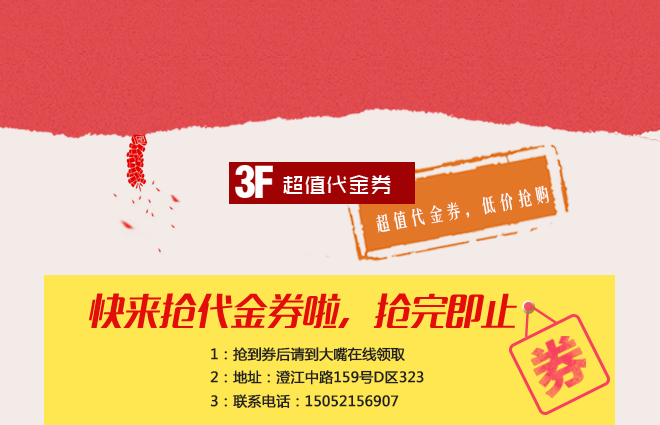 3F 超值代金券
超值代金券，低价抢购
快来抢代金券啦，抢完即止
券
1：抢到券后请到大嘴在线领取
2：地址：澄江中路159号D区323
3：联系电话：15052156907